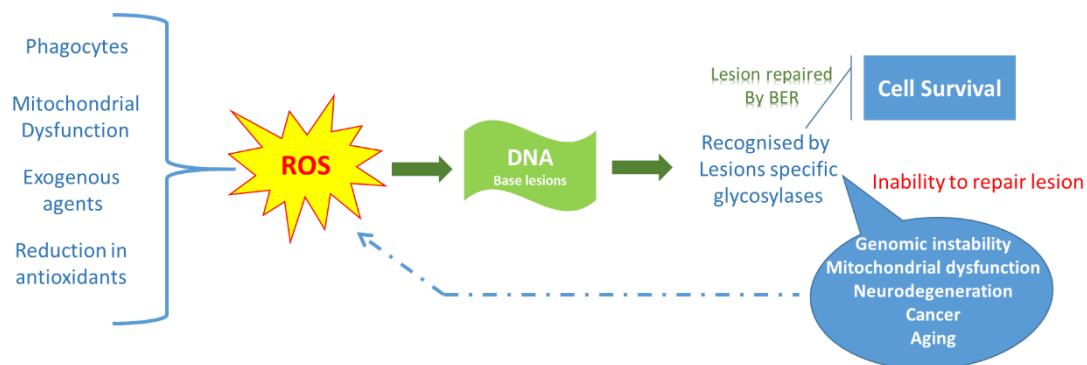 Phagocytes
Mitochondrial
Dysfunction
Exogenous
agents
Reduction in
antioxidants
ROS
DNA
Base lesions
Lesion repaired
By BER
Cell Survival
Recognised by
Lesions specific
glycosylases
Inability to repair lesion
Genomic instability
Mitochondrial dysfunction
Neurodegeneration
Cancer
Aging